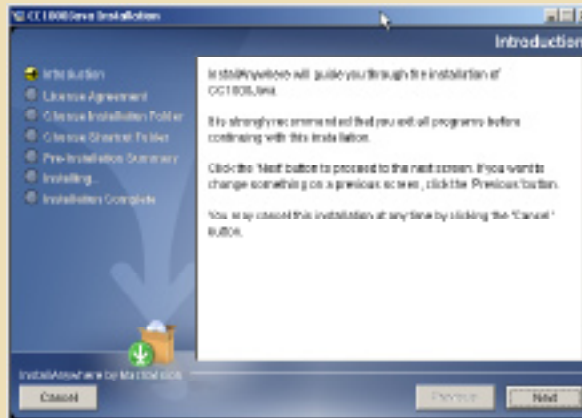 CC1000Java Installation
Introduction
Introduction
License Agreement
Choose Installation Folder
Choose Shortcut Folder
Pre-Installation Summary
Installing...
Installation Complete
InstallAnywhere will guide you through the installation of
CC1000Java.
It is strongly recommended that you exit all programs before
continuing with this installation.
Click the 'Next' button to proceed to the next screen. If you want to
change something on a previous screen, click the 'Previous' button.
You may cancel this installation at any time by clicking the 'Cancel'
button.
InstallAnywhere by Macrovision
Cancel
Previous
Next